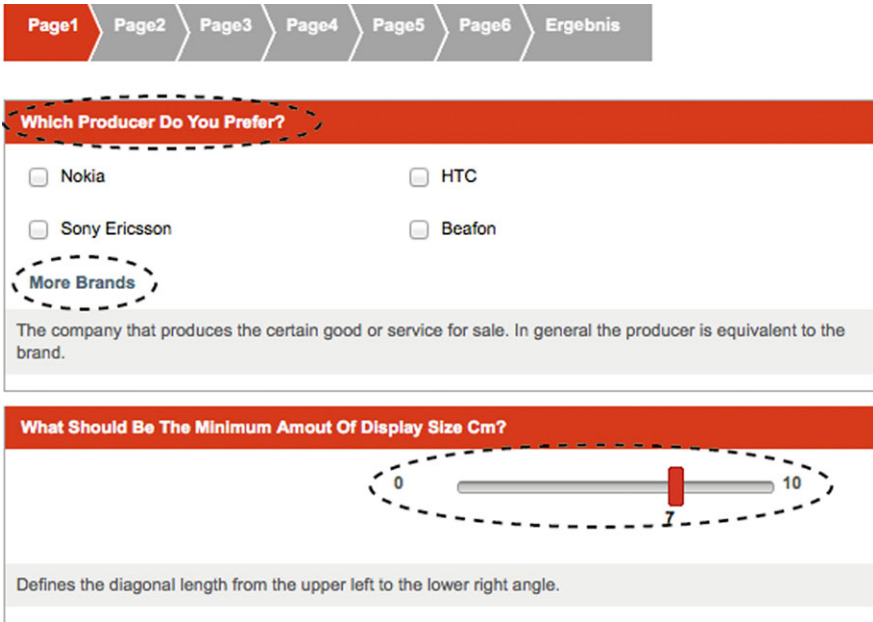 Page1 Page2 Page3 Page4 Page5 Page6 Ergebnis
Which Producer Do You Prefer?
Nokia HTC
Sony Ericsson Beafon
More Brands
The company that produces the certain good or service for sale. In general the producer is equivalent to the
brand.
What Should Be The Minimum Amout Of Display Size Cm?
0 10
7
Defines the diagonal length from the upper left to the lower right angle.